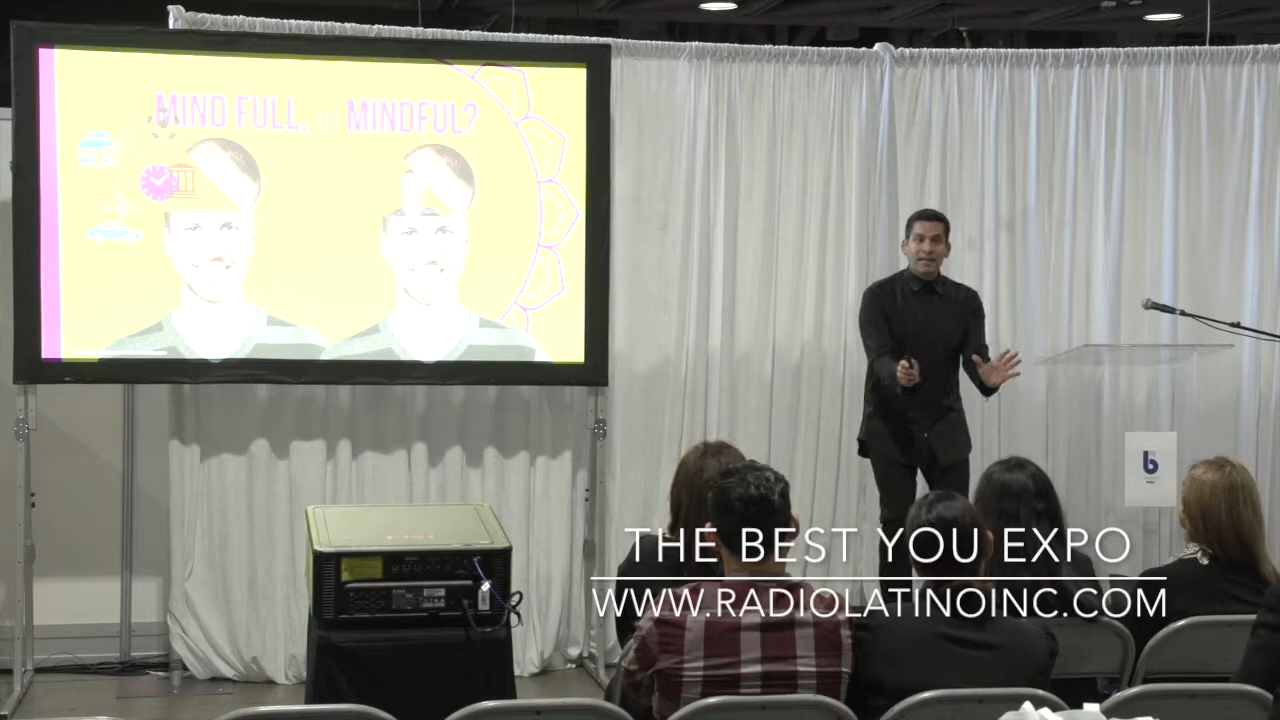 MIND FULL, or MINDFUL?
b
THE BEST YOU EXPO
WWW.RADIOLATINOINC.COM